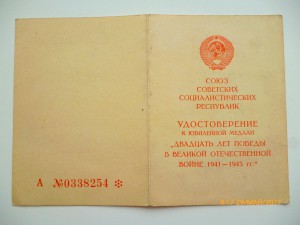 А №0338254 ✻
СОЮЗ
СОВЕТСКИХ
СОЦИАЛИСТИЧЕСКИХ
РЕСПУБЛИК
УДОСТОВЕРЕНИЕ
К ЮБИЛЕЙНОЙ МЕДАЛИ
„ДВАДЦАТЬ ЛЕТ ПОБЕДЫ
В ВЕЛИКОЙ ОТЕЧЕСТВЕННОЙ
ВОЙНЕ 1941—1945 гг."